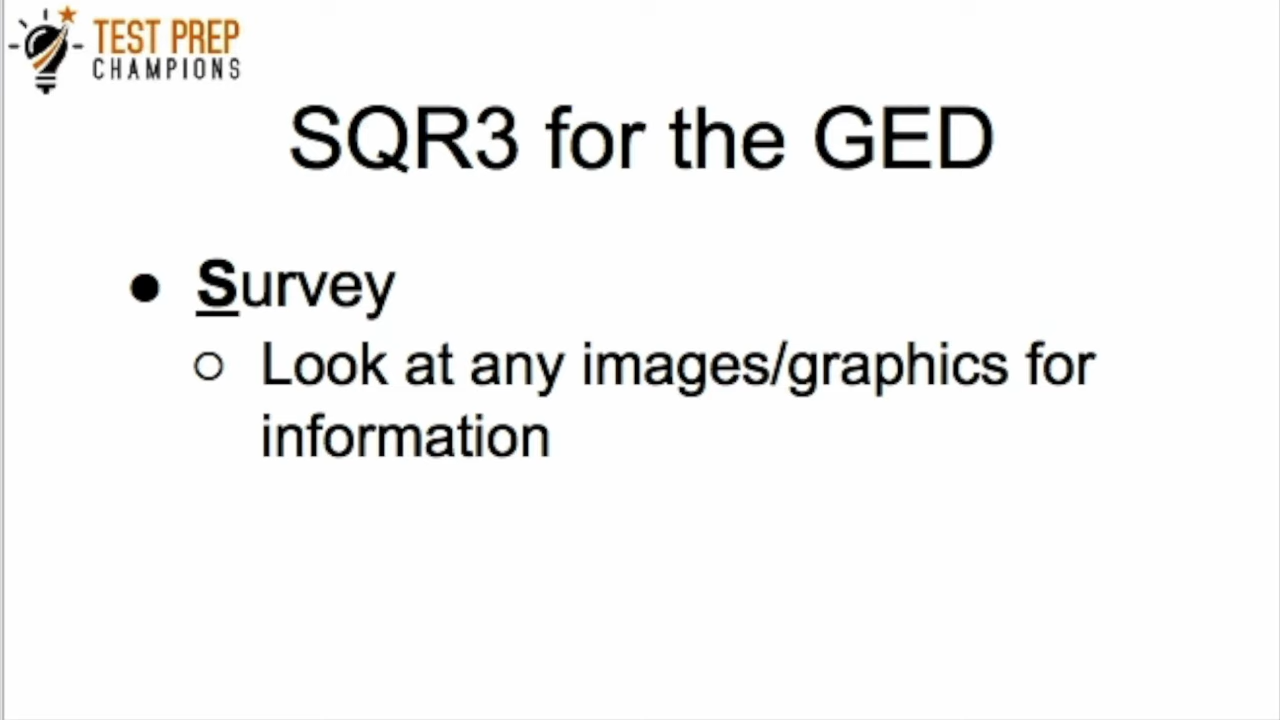 TEST PREP
CHAMPIONS
SQR3 for the GED
● Survey
○ Look at any images/graphics for
information